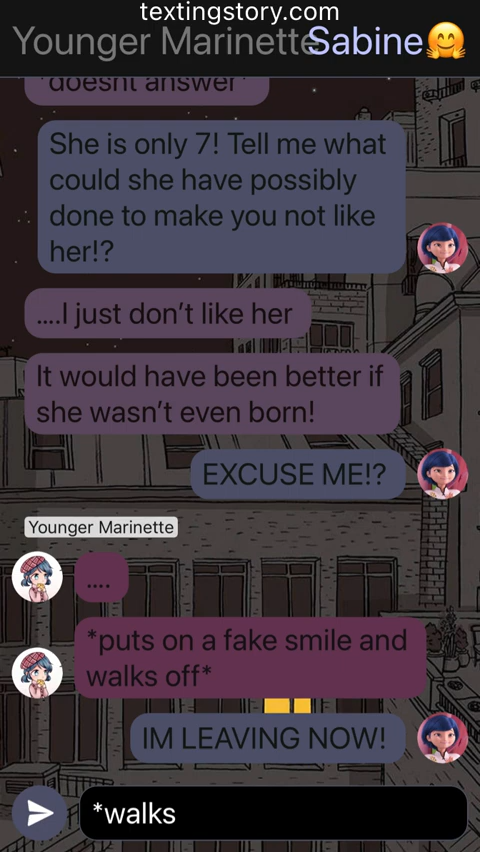 textingstory.com
Younger Marinette Sabine🤗
*doesnt answer*
She is only 7! Tell me what
could she have possibly
done to make you not like
her!?
....I just don’t like her
It would have been better if
she wasn’t even born!
EXCUSE ME!?
Younger Marinette
....
*puts on a fake smile and
walks off*
IM LEAVING NOW!
*walks